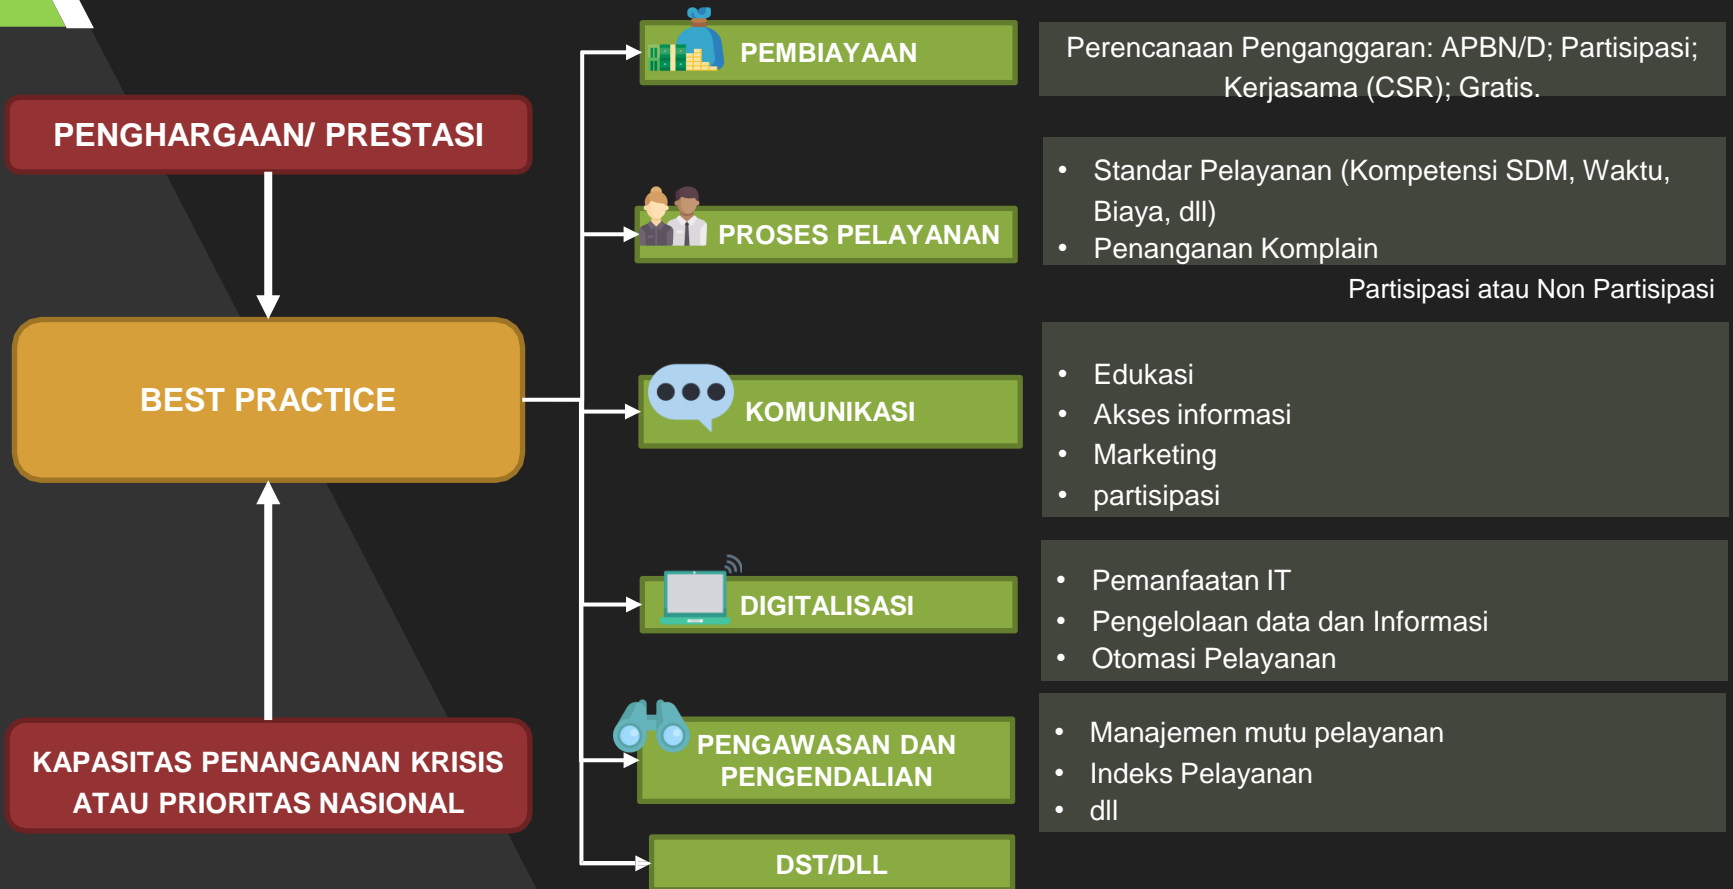 PENGHARGAAN/ PRESTASI
BEST PRACTICE
KAPASITAS PENANGANAN KRISIS
ATAU PRIORITAS NASIONAL
PEMBIAYAAN
Perencanaan Penganggaran: APBN/D; Partisipasi;
Kerjasama (CSR); Gratis.
PROSES PELAYANAN
• Standar Pelayanan (Kompetensi SDM, Waktu,
Biaya, dll)
• Penanganan Komplain
Partisipasi atau Non Partisipasi
KOMUNIKASI
• Edukasi
• Akses informasi
• Marketing
• partisipasi
DIGITALISASI
• Pemanfaatan IT
• Pengelolaan data dan Informasi
• Otomasi Pelayanan
PENGAWASAN DAN
PENGENDALIAN
• Manajemen mutu pelayanan
• Indeks Pelayanan
• dll
DST/DLL